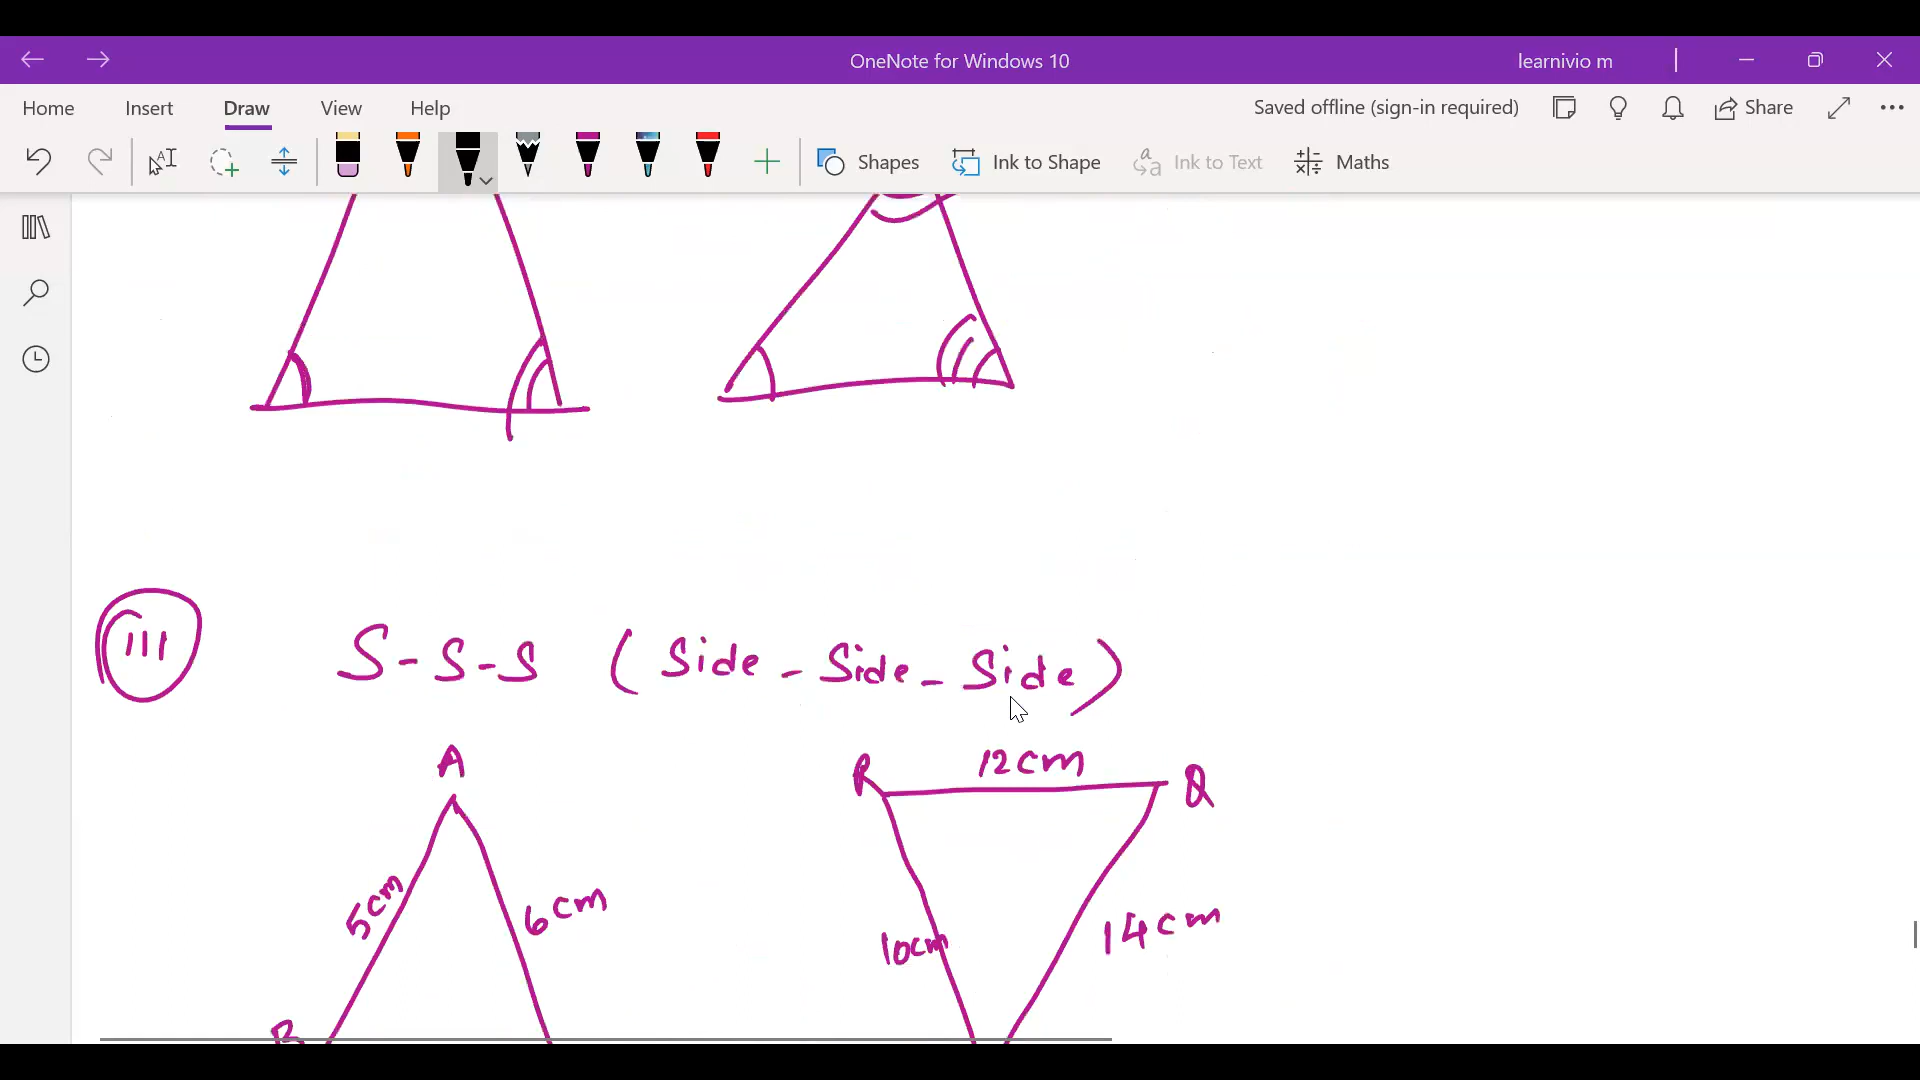 OneNote for Windows 10
learnivio m
Home Insert Draw View Help
Saved offline (sign-in required) Share
Shapes Ink to Shape Ink to Text Maths
III S-S-S (Side - Side - Side)
A
R 12cm Q
5cm 6cm
10cm 14cm
B